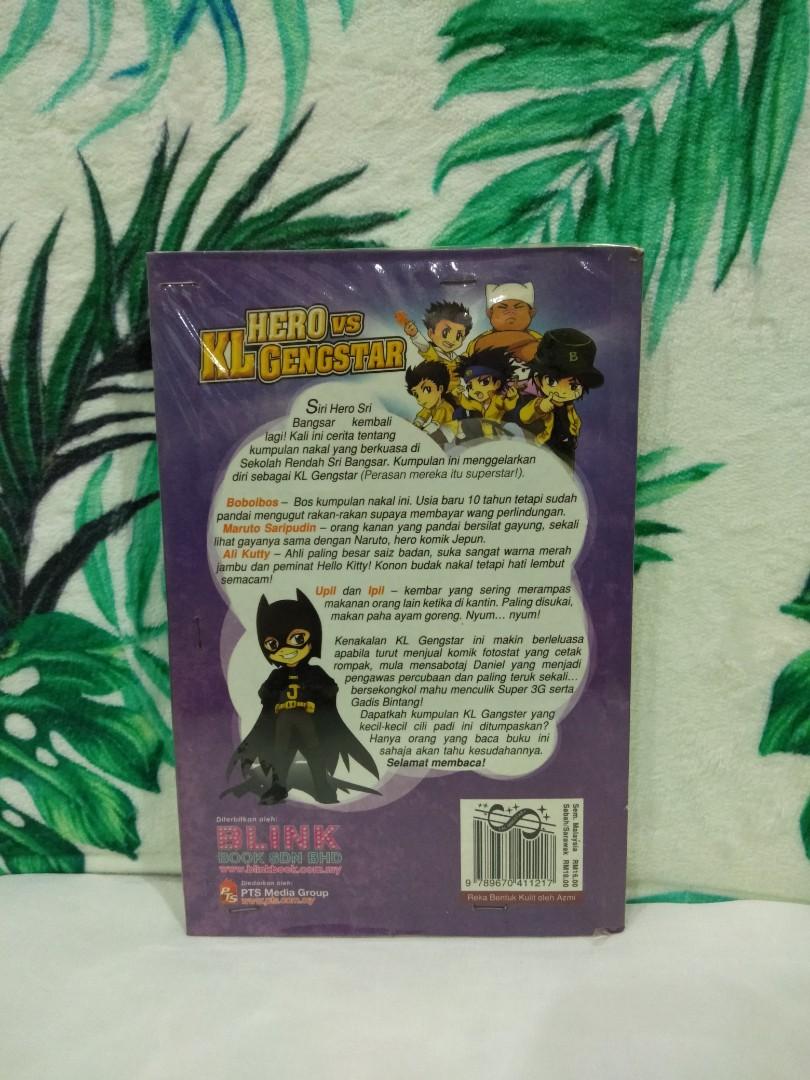 HERO VS
KL GENGSTAR
B
Siri Hero Sri
Bangsar kembali
lagi! Kali ini cerita tentang
kumpulan nakal yang berkuasa di
Sekolah Rendah Sri Bangsar. Kumpulan ini menggelarkan
diri sebagai KL Gengstar (Perasan mereka itu superstar!).
Bobolbos – Bos kumpulan nakal ini. Usia baru 10 tahun tetapi sudah
pandai mengugut rakan-rakan supaya membayar wang perlindungan.
Maruto Saripudin – orang kanan yang pandai bersilat gayung, sekali
lihat gayanya sama dengan Naruto, hero komik Jepun.
Ali Kutty – Ahli paling besar saiz badan, suka sangat warna merah
jambu dan peminat Hello Kitty! Konon budak nakal tetapi hati lembut
semacam!
Upil dan Ipil – kembar yang sering merampas
makanan orang lain ketika di kantin. Paling disukai,
makan paha ayam goreng. Nyum... nyum!
Kenakalan KL Gengstar ini makin berleluasa
apabila turut menjual komik fotostat yang cetak
rompak, mula mensabotaj Daniel yang menjadi
pengawas percubaan dan paling teruk sekali...
bersekongkol mahu menculik Super 3G serta
Gadis Bintang!
Dapatkah kumpulan KL Gangster yang
kecil-kecil cili padi ini ditumpaskan?
Hanya orang yang baca buku ini
sahaja akan tahu kesudahannya.
Selamat membaca!
J
Diterbitkan oleh:
BLINK
BOOK SDN BHD
www.blinkbook.com.my
Diedarkan oleh:
PTS
PTS Media Group
www.pts.com.my
Sem. Malaysia RM16.00
Sabah/Sarawak RM18.00
9 789670 411217
Reka Bentuk Kulit oleh Azmi